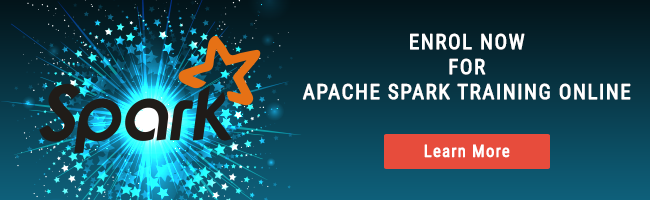 Spark
ENROL NOW
FOR
APACHE SPARK TRAINING ONLINE
Learn More